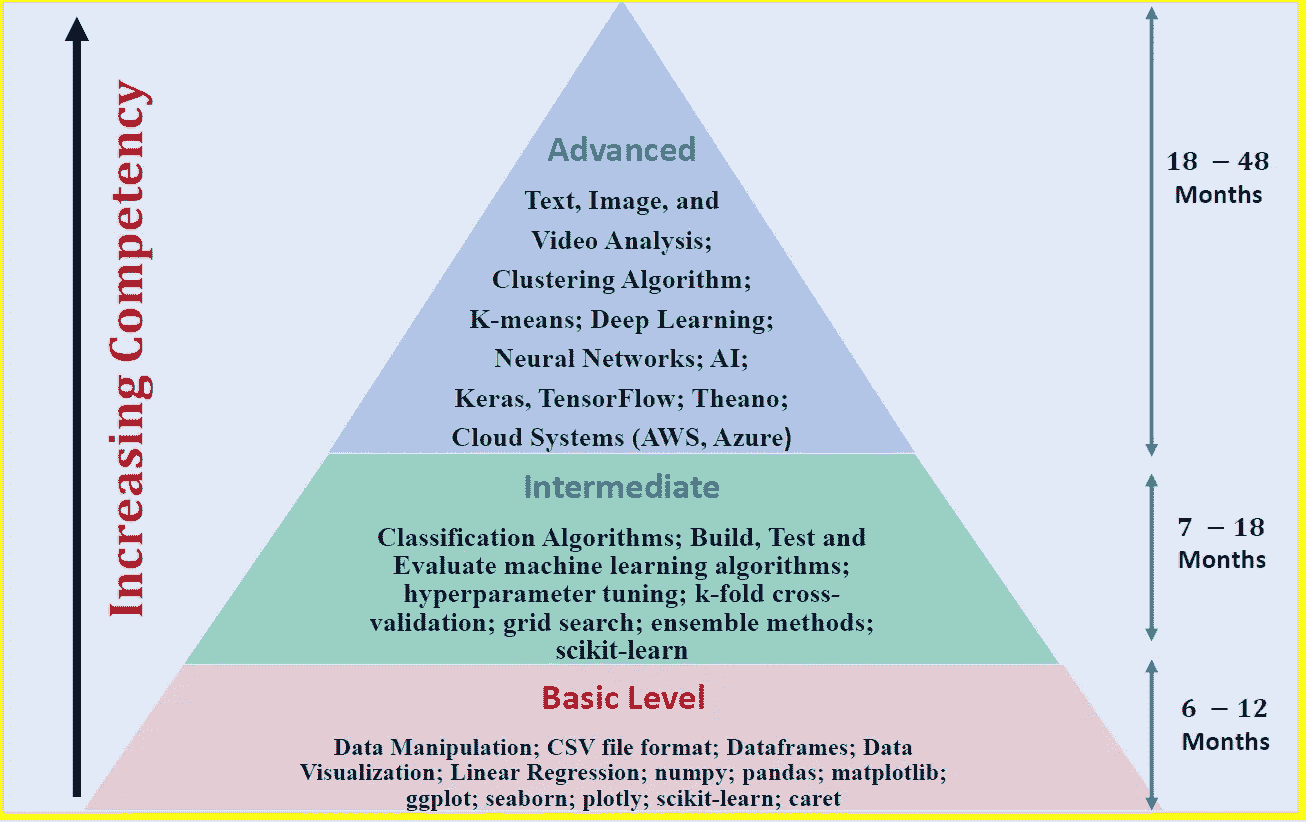 Increasing Competency
Advanced
Text, Image, and
Video Analysis;
Clustering Algorithm;
K-means; Deep Learning;
Neural Networks; AI;
Keras, TensorFlow; Theano;
Cloud Systems (AWS, Azure)
18 – 48
Months
Intermediate
Classification Algorithms; Build, Test and
Evaluate machine learning algorithms;
hyperparameter tuning; k-fold cross-
validation; grid search; ensemble methods;
scikit-learn
7 – 18
Months
Basic Level
Data Manipulation; CSV file format; Dataframes; Data
Visualization; Linear Regression; numpy; pandas; matplotlib;
ggplot; seaborn; plotly; scikit-learn; caret
6 – 12
Months